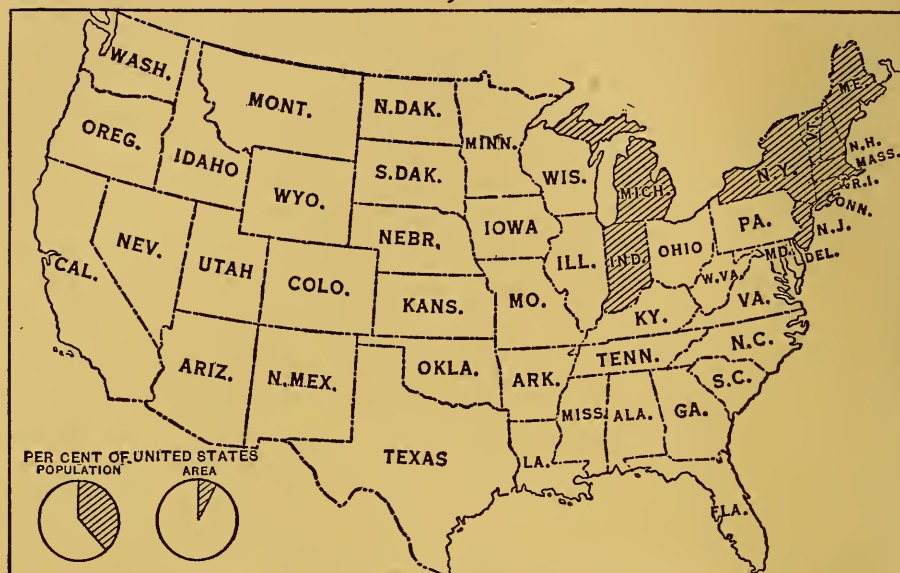 WASH.
MONT.
N.DAK.
MINN.
OREG.
IDAHO
S.DAK.
WIS.
MICH.
N.Y.
VT.
ME.
N.H.
MASS.
R.I.
CONN.
WYO.
NEBR.
IOWA
PA.
N.J.
NEV.
UTAH
COLO.
ILL.
IND.
OHIO
MD.
DEL.
CAL.
KANS.
MO.
W.VA.
VA.
KY.
ARIZ.
N.MEX.
OKLA.
ARK.
TENN.
N.C.
S.C.
MISS.
ALA.
GA.
TEXAS
LA.
FLA.
PER CENT OF UNITED STATES
POPULATION
AREA